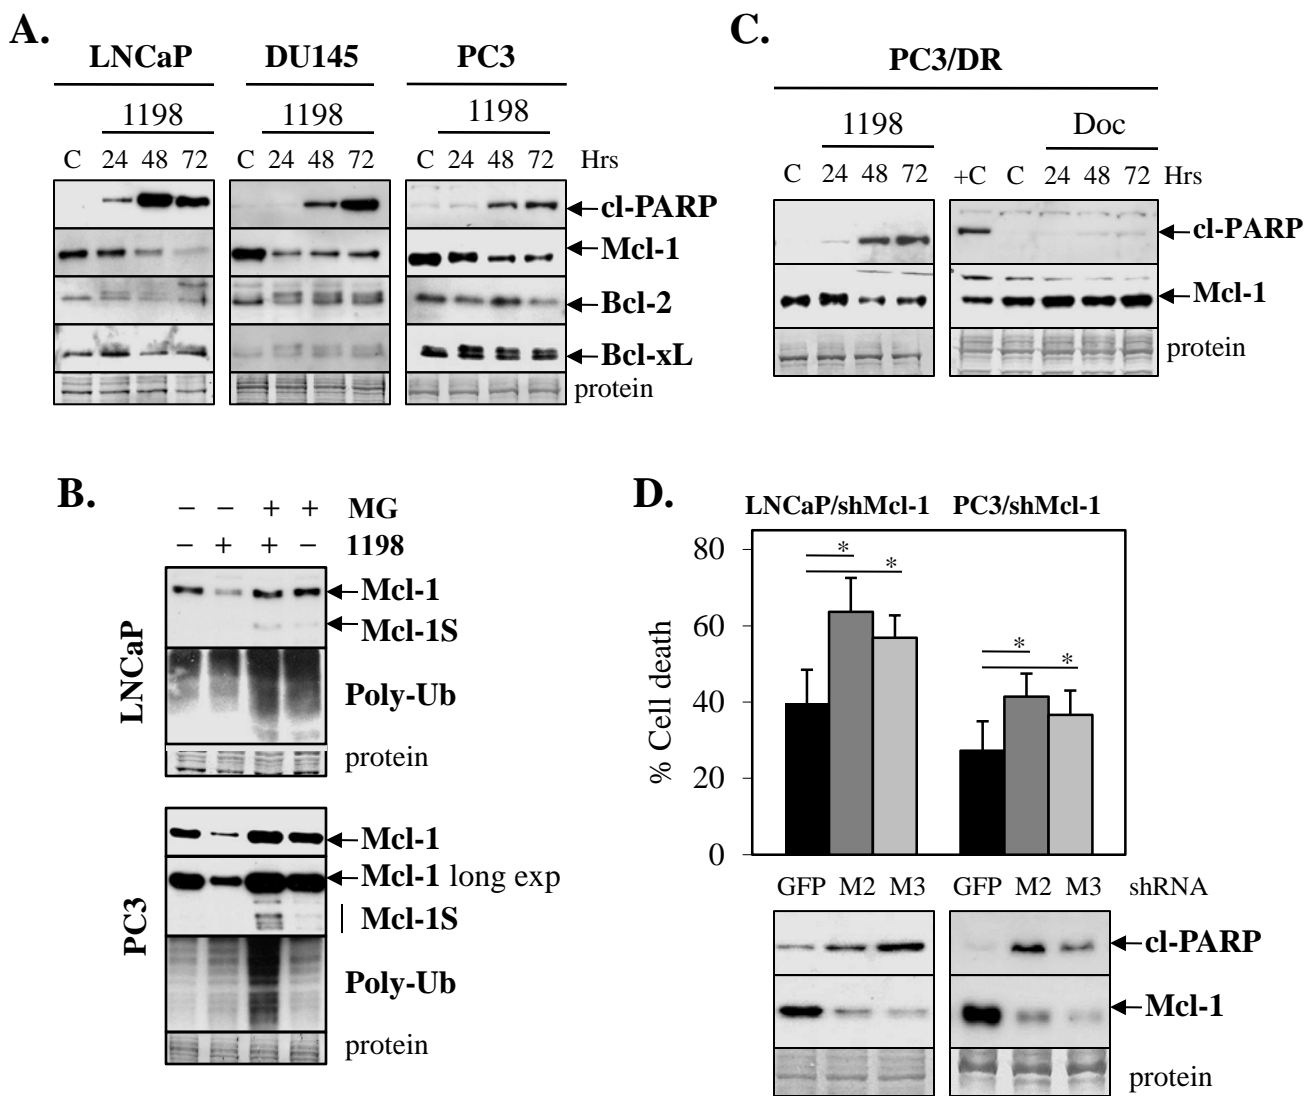 A.
LNCaP DU145 PC3
1198 1198 1198
C 24 48 72 C 24 48 72 C 24 48 72 Hrs
cl-PARP
Mcl-1
Bcl-2
Bcl-xL
protein
C.
PC3/DR
1198 Doc
C 24 48 72 +C C 24 48 72 Hrs
cl-PARP
Mcl-1
protein
B.
− − + + MG
− + + − 1198
LNCaP
Mcl-1
Mcl-1S
Poly-Ub
protein
PC3
Mcl-1
Mcl-1 long exp
Mcl-1S
Poly-Ub
protein
D.
LNCaP/shMcl-1 PC3/shMcl-1
% Cell death
80
60
40
20
0
* * * *
GFP M2 M3 GFP M2 M3 shRNA
cl-PARP
Mcl-1
protein